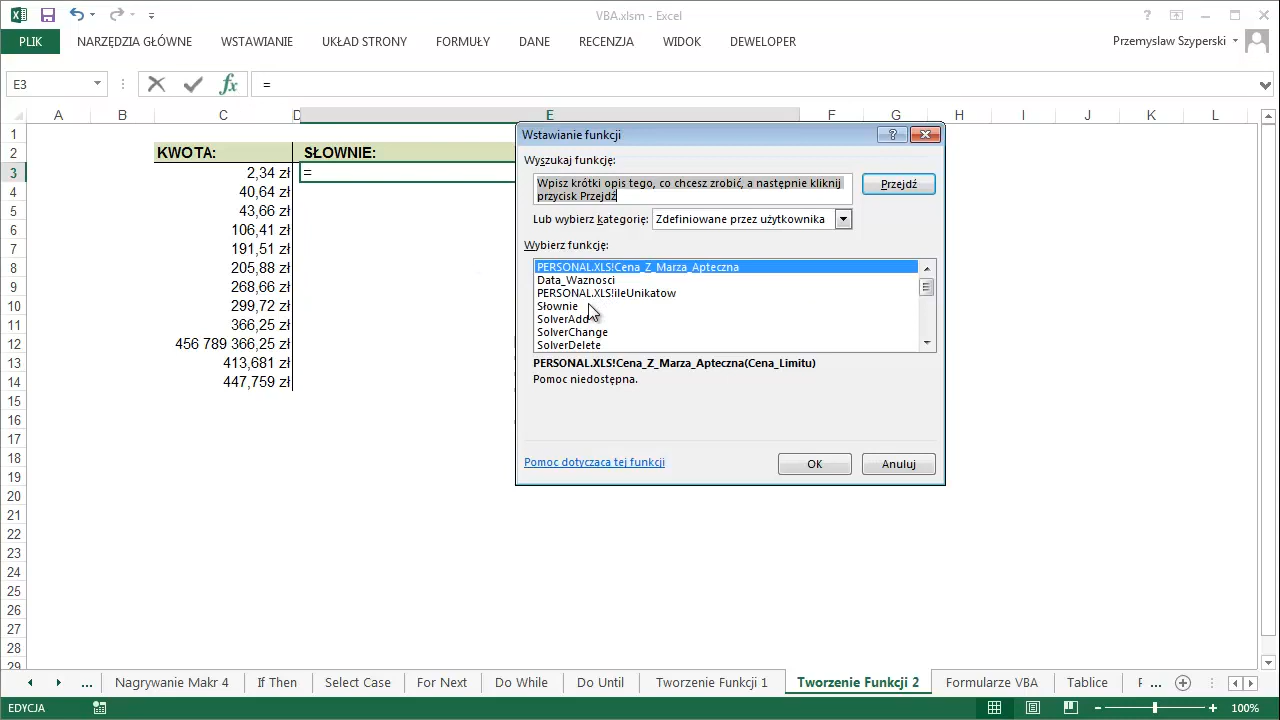 VBA.xlsm - Excel
PLIK NARZĘDZIA GŁÓWNE WSTAWIANIE UKŁAD STRONY FORMUŁY DANE RECENZJA WIDOK DEWELOPER Przemyslaw Szyperski
E3 fx =
A B C D E F G H I J K L
1
2 KWOTA: SŁOWNIE:
3 2,34 zł =
4 40,64 zł
5 43,66 zł
6 106,41 zł
7 191,51 zł
8 205,88 zł
9 268,66 zł
10 299,72 zł
11 366,25 zł
12 456 789 366,25 zł
13 413,681 zł
14 447,759 zł
15
16
17
18
19
20
21
22
23
24
25
26
27
28
29
Wstawianie funkcji
Wyszukaj funkcję:
Wpisz krótki opis tego, co chcesz zrobić, a następnie kliknij
przycisk Przejdź
Przejdź
Lub wybierz kategorię: Zdefiniowane przez użytkownika
Wybierz funkcję:
PERSONAL.XLS!Cena_Z_Marza_Apteczna
Data_Waznosci
PERSONAL.XLS!ileUnikatow
Słownie
SolverAdd
SolverChange
SolverDelete
PERSONAL.XLS!Cena_Z_Marza_Apteczna(Cena_Limitu)
Pomoc niedostępna.
Pomoc dotycząca tej funkcji OK Anuluj
... Nagrywanie Makr 4 If Then Select Case For Next Do While Do Until Tworzenie Funkcji 1 Tworzenie Funkcji 2 Formularze VBA Tablice ...
EDYCJA 100%